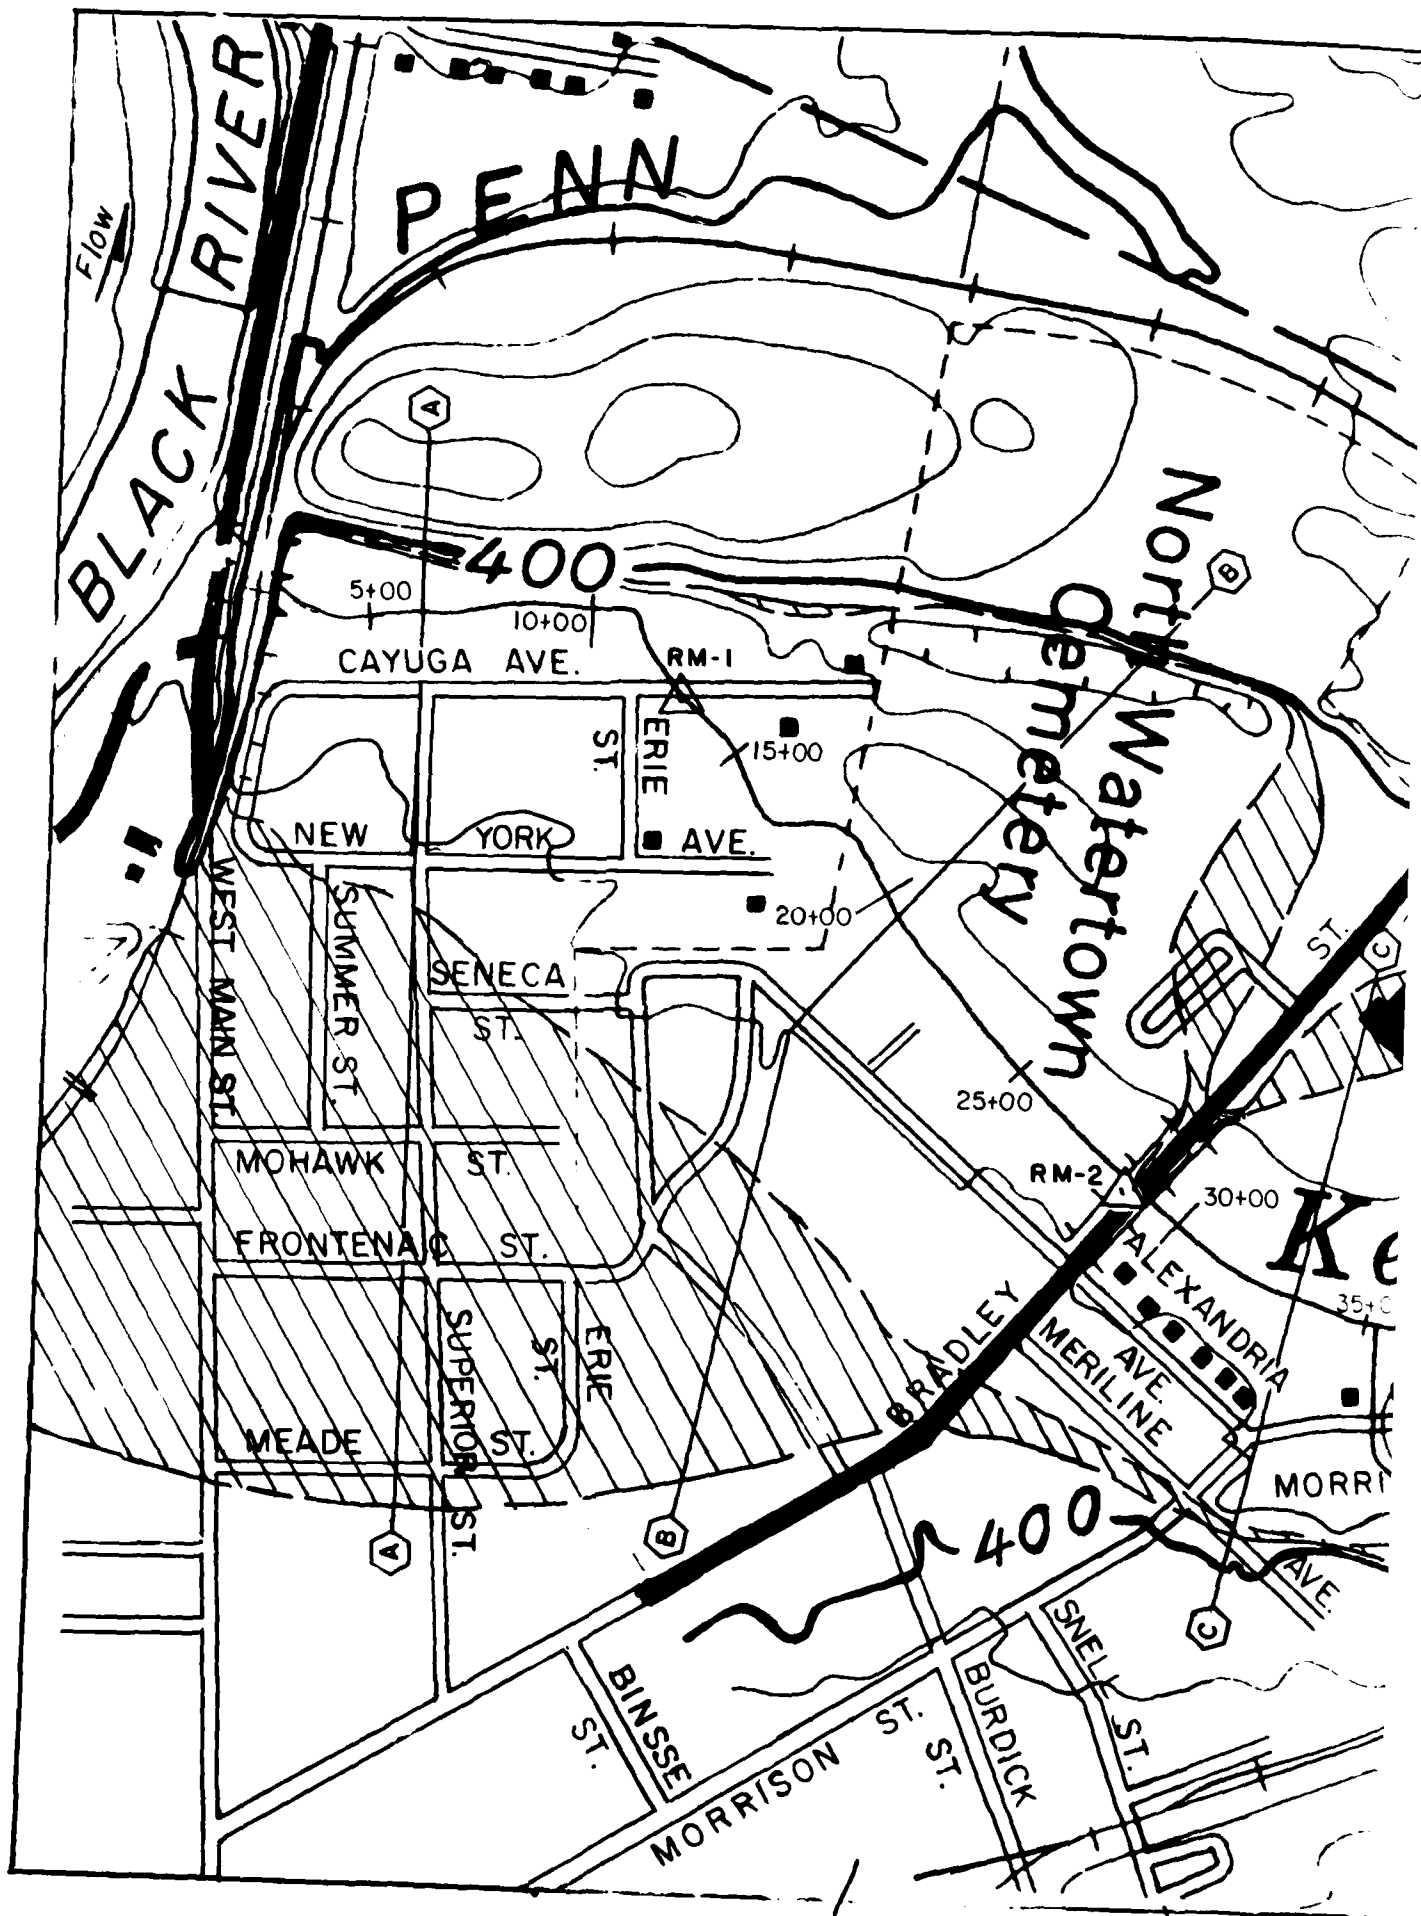 BLACK RIVER
Flow
PENN
A
400
5+00
10+00
North Watertown
Cemetery
B
CAYUGA AVE.
RM-1
ERIE
ST.
15+00
NEW YORK AVE.
20+00
WEST MAIN ST.
SUMMER ST.
SENECA
ST.
ST.
C
25+00
MOHAWK ST.
RM-2
30+00
FRONTENAC ST.
Ke
ALEXANDRIA
AVE.
35+0
SUPERIOR ST.
ERIE
ST.
BRADLEY
MERILINE
AVE.
MEADE ST.
MORRI
A
B
400
C
SNELL ST.
BINSSE
ST.
BURDICK
ST.
MORRISON ST.